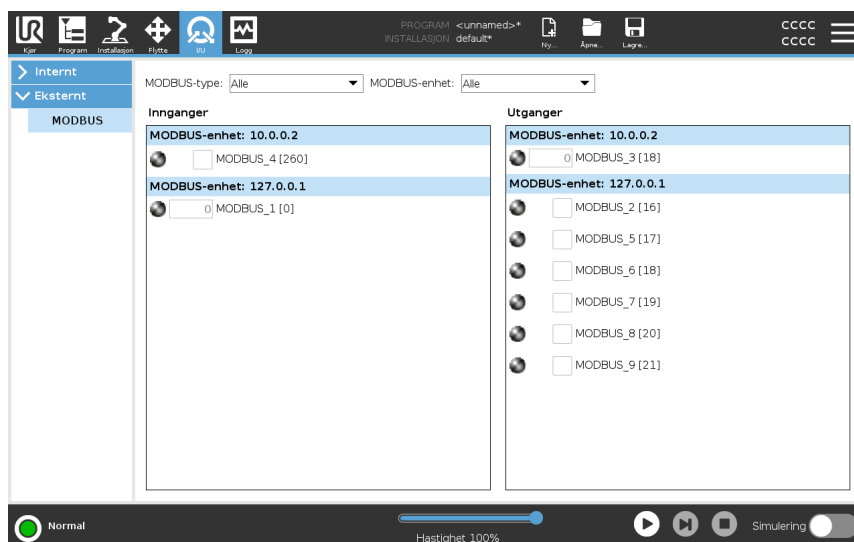 PROGRAM <unnamed>*
INSTALLASJON default*
CCCC
CCCC
Kjør Program Installasjon Flytte I/U Logg Ny... Åpne... Lagre...
Internt
Eksternt
MODBUS
MODBUS-type: Alle MODBUS-enhet: Alle
Innganger
MODBUS-enhet: 10.0.0.2
MODBUS_4 [260]
MODBUS-enhet: 127.0.0.1
0 MODBUS_1 [0]
Utganger
MODBUS-enhet: 10.0.0.2
0 MODBUS_3 [18]
MODBUS-enhet: 127.0.0.1
MODBUS_2 [16]
MODBUS_5 [17]
MODBUS_6 [18]
MODBUS_7 [19]
MODBUS_8 [20]
MODBUS_9 [21]
Normal
Hastighet 100%
Simulering